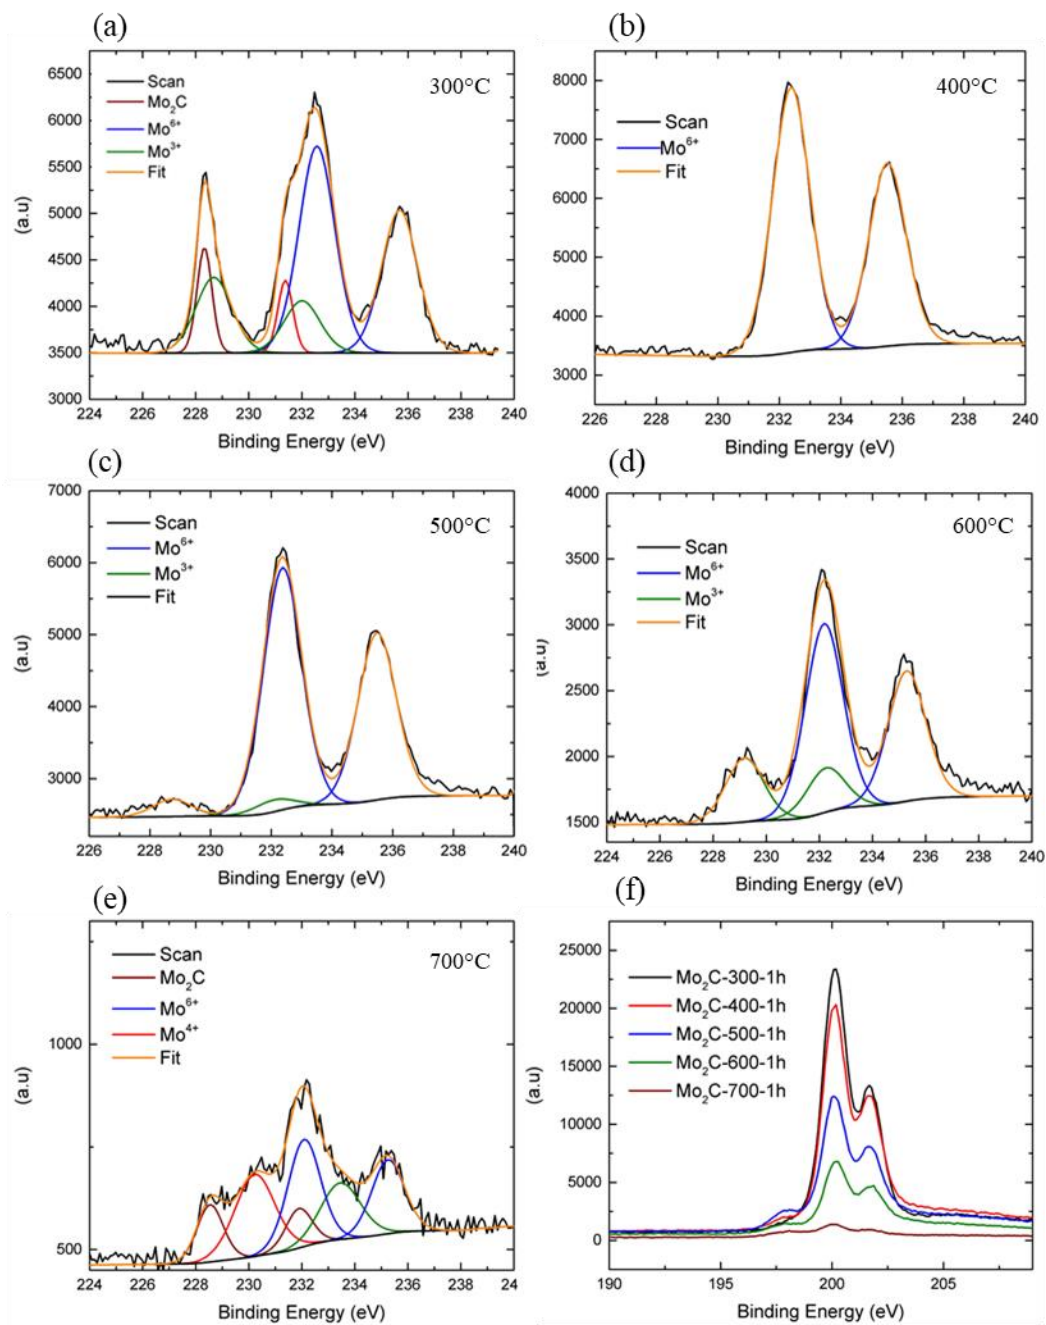 (a)
6500
6000
5500
5000
4500
4000
3500
3000
(a.u)
Scan
Mo₂C
Mo⁶⁺
Mo³⁺
Fit
300°C
224 226 228 230 232 234 236 238 240
Binding Energy (eV)
(b)
8000
7000
6000
5000
4000
3000
Scan
Mo⁶⁺
Fit
400°C
226 228 230 232 234 236 238 240
Binding Energy (eV)
(c)
7000
6000
5000
4000
3000
(a.u)
Scan
Mo⁶⁺
Mo³⁺
Fit
500°C
226 228 230 232 234 236 238 240
Binding Energy (eV)
(d)
4000
3500
3000
2500
2000
1500
(a.u)
Scan
Mo⁶⁺
Mo³⁺
Fit
600°C
224 226 228 230 232 234 236 238 240
Binding Energy (eV)
(e)
1000
500
(a.u)
Scan
Mo₂C
Mo⁶⁺
Mo⁴⁺
Fit
700°C
224 226 228 230 232 234 236 238 240
Binding Energy (eV)
(f)
25000
20000
15000
10000
5000
0
(a.u)
Mo₂C-300-1h
Mo₂C-400-1h
Mo₂C-500-1h
Mo₂C-600-1h
Mo₂C-700-1h
190 195 200 205
Binding Energy (eV)